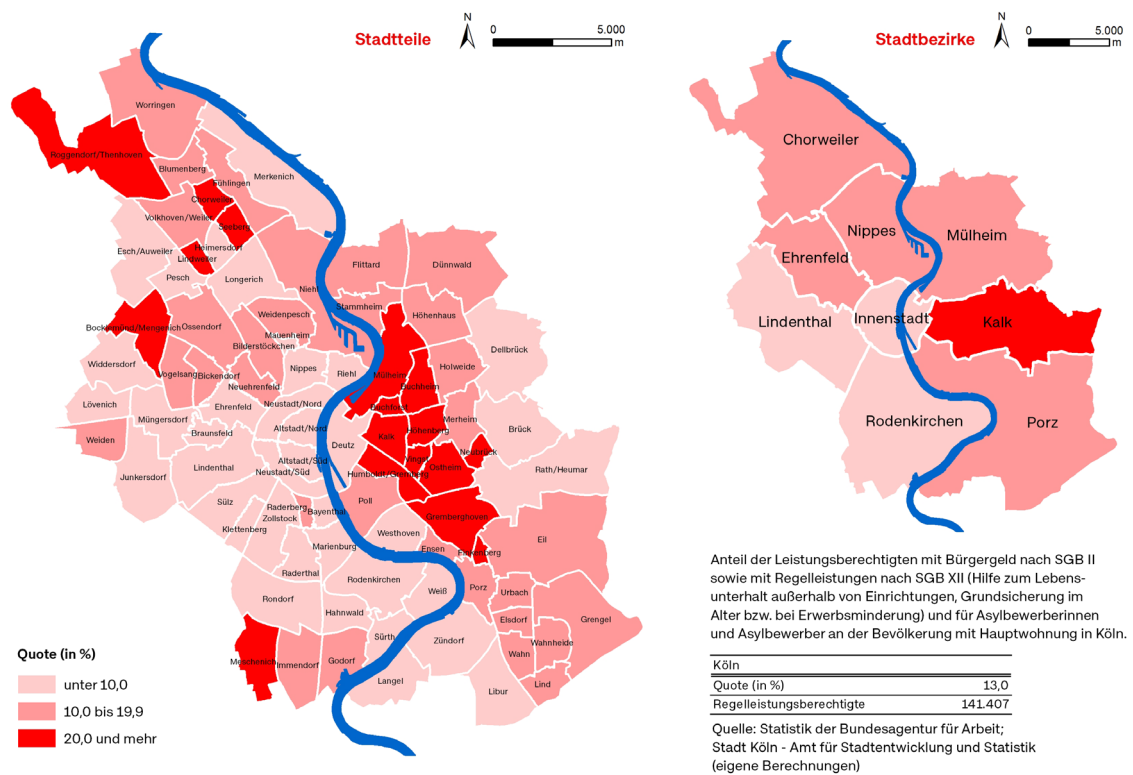 Stadtteile
N
0
5.000
m
Worringen
Roggendorf/Thenhoven
Blumenberg
Fühlingen
Merkenich
Chorweiler
Volkhoven/Weiler
Seeberg
Esch/Auweiler
Heimersdorf
Lindweiler
Pesch
Longerich
Flittard
Dünnwald
Niehl
Stammheim
Höhenhaus
Weidenpesch
Bocklemünd/Mengenich
Ossendorf
Mauenheim
Bilderstöckchen
Dellbrück
Widdersdorf
Vogelsang
Bickendorf
Nippes
Riehl
Mülheim
Holweide
Neuehrenfeld
Buchheim
Lövenich
Müngersdorf
Ehrenfeld
Neustadt/Nord
Buchforst
Merheim
Weiden
Braunsfeld
Altstadt/Nord
Deutz
Kalk
Höhenberg
Brück
Neubrück
Junkersdorf
Lindenthal
Altstadt/Süd
Neustadt/Süd
Vingst
Ostheim
Rath/Heumar
Humboldt/Gremberg
Sülz
Raderberg
Zollstock
Bayenthal
Poll
Gremberghoven
Klettenberg
Westhoven
Marienburg
Ensen
Finkenberg
Eil
Raderthal
Rodenkirchen
Weiß
Porz
Urbach
Rondorf
Hahnwald
Elsdorf
Grengel
Sürth
Zündorf
Wahn
Wahnheide
Meschenich
Immendorf
Godorf
Langel
Libur
Lind
Quote (in %)
unter 10,0
10,0 bis 19,9
20,0 und mehr
Stadtbezirke
N
0
5.000
m
Chorweiler
Nippes
Mülheim
Ehrenfeld
Lindenthal
Innenstadt
Kalk
Rodenkirchen
Porz
Anteil der Leistungsberechtigten mit Bürgergeld nach SGB II
sowie mit Regelleistungen nach SGB XII (Hilfe zum Lebens-
unterhalt außerhalb von Einrichtungen, Grundsicherung im
Alter bzw. bei Erwerbsminderung) und für Asylbewerberinnen
und Asylbewerber an der Bevölkerung mit Hauptwohnung in Köln.
Köln
Quote (in %) 13,0
Regelleistungsberechtigte 141.407
Quelle: Statistik der Bundesagentur für Arbeit;
Stadt Köln - Amt für Stadtentwicklung und Statistik
(eigene Berechnungen)